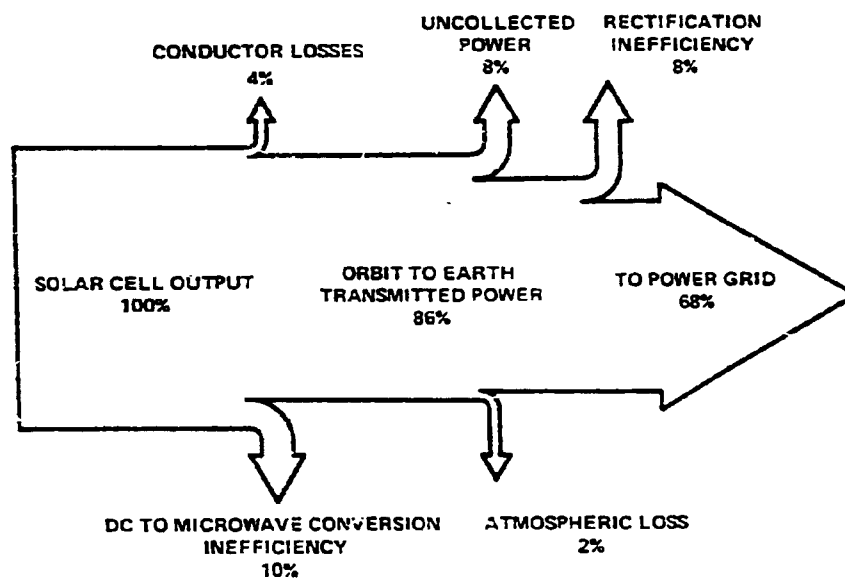 CONDUCTOR LOSSES
4%
UNCOLLECTED
POWER
8%
RECTIFICATION
INEFFICIENCY
8%
SOLAR CELL OUTPUT
100%
ORBIT TO EARTH
TRANSMITTED POWER
86%
TO POWER GRID
68%
DC TO MICROWAVE CONVERSION
INEFFICIENCY
10%
ATMOSPHERIC LOSS
2%